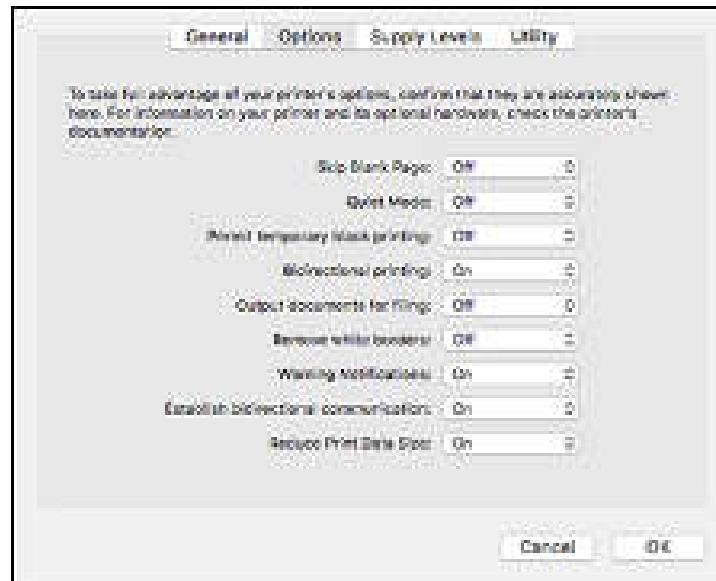 General Options Supply Levels Utility
To take full advantage of your printer's options, confirm that they are accurately shown
here. For information on your printer and its optional hardware, check the printer's
documentation.
Skip Blank Page: Off
Quiet Mode: Off
Permit temporary black printing: Off
Bidirectional printing: On
Output documents for filing: Off
Remove white borders: Off
Warning Notifications: On
Establish bidirectional communication: On
Reduce Print Data Size: On
Cancel OK